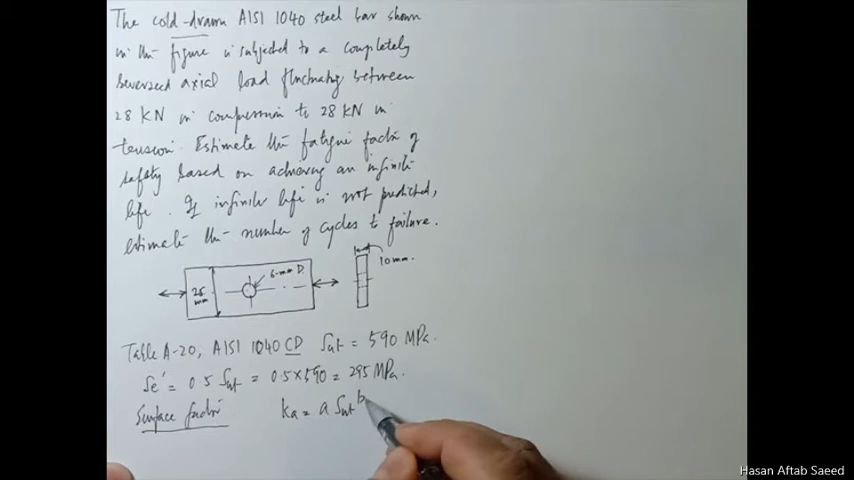 The cold-drawn AISI 1040 steel bar shown
in the figure is subjected to a completely
reversed axial load fluctuating between
28 KN in compression to 28 KN in
tension. Estimate the fatigue factor of
safety based on achieving an infinite
life. If infinite life is not predicted,
estimate the number of cycles to failure.
6-mm D.
25 mm
10 mm.
Table A-20, AISI 1040 CD Sut = 590 MPa.
Se' = 0.5 Sut = 0.5x590 = 295 MPa.
Surface factor ka = a Sut^b
Hasan Aftab Saeed